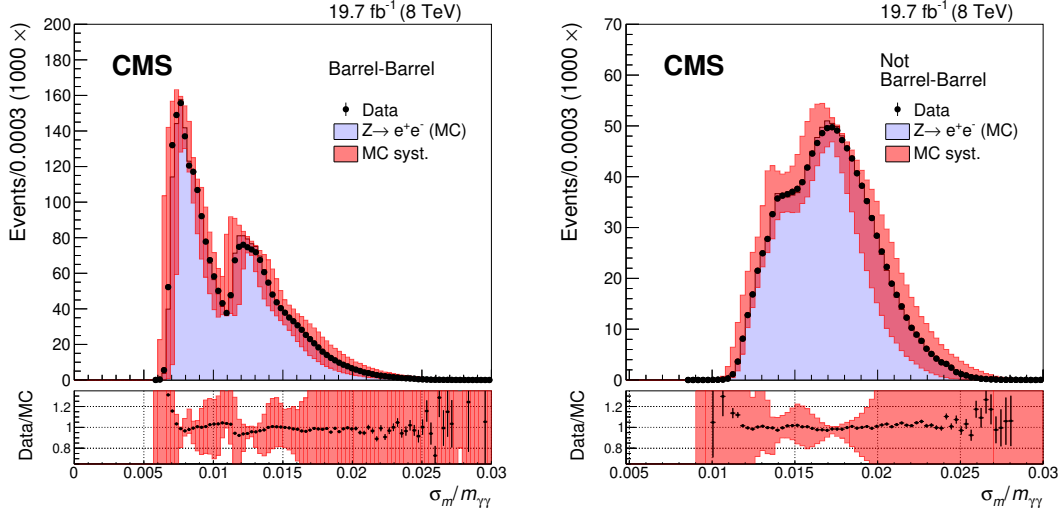 19.7 fb⁻¹ (8 TeV)
CMS
Barrel-Barrel
Data
Z→ e⁺e⁻ (MC)
MC syst.
Events/0.0003 (1000 ×)
200
180
160
140
120
100
80
60
40
20
0
Data/MC
1.2
1
0.8
0
0.005
0.01
0.015
0.02
0.025
0.03
σₘ/mγγ
19.7 fb⁻¹ (8 TeV)
CMS
Not
Barrel-Barrel
Data
Z→ e⁺e⁻ (MC)
MC syst.
Events/0.0003 (1000 ×)
70
60
50
40
30
20
10
0
Data/MC
1.2
1
0.8
0.005
0.01
0.015
0.02
0.025
0.03
σₘ/mγγ